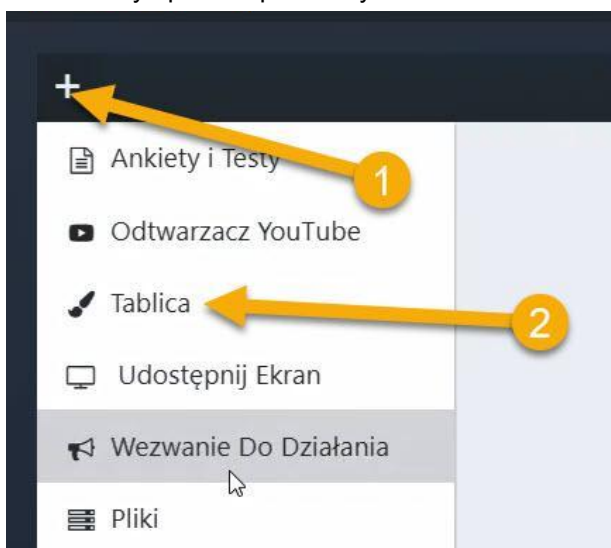 +
Ankiety i Testy
1
Odtwarzacz YouTube
Tablica
2
Udostępnij Ekran
Wezwanie Do Działania
Pliki